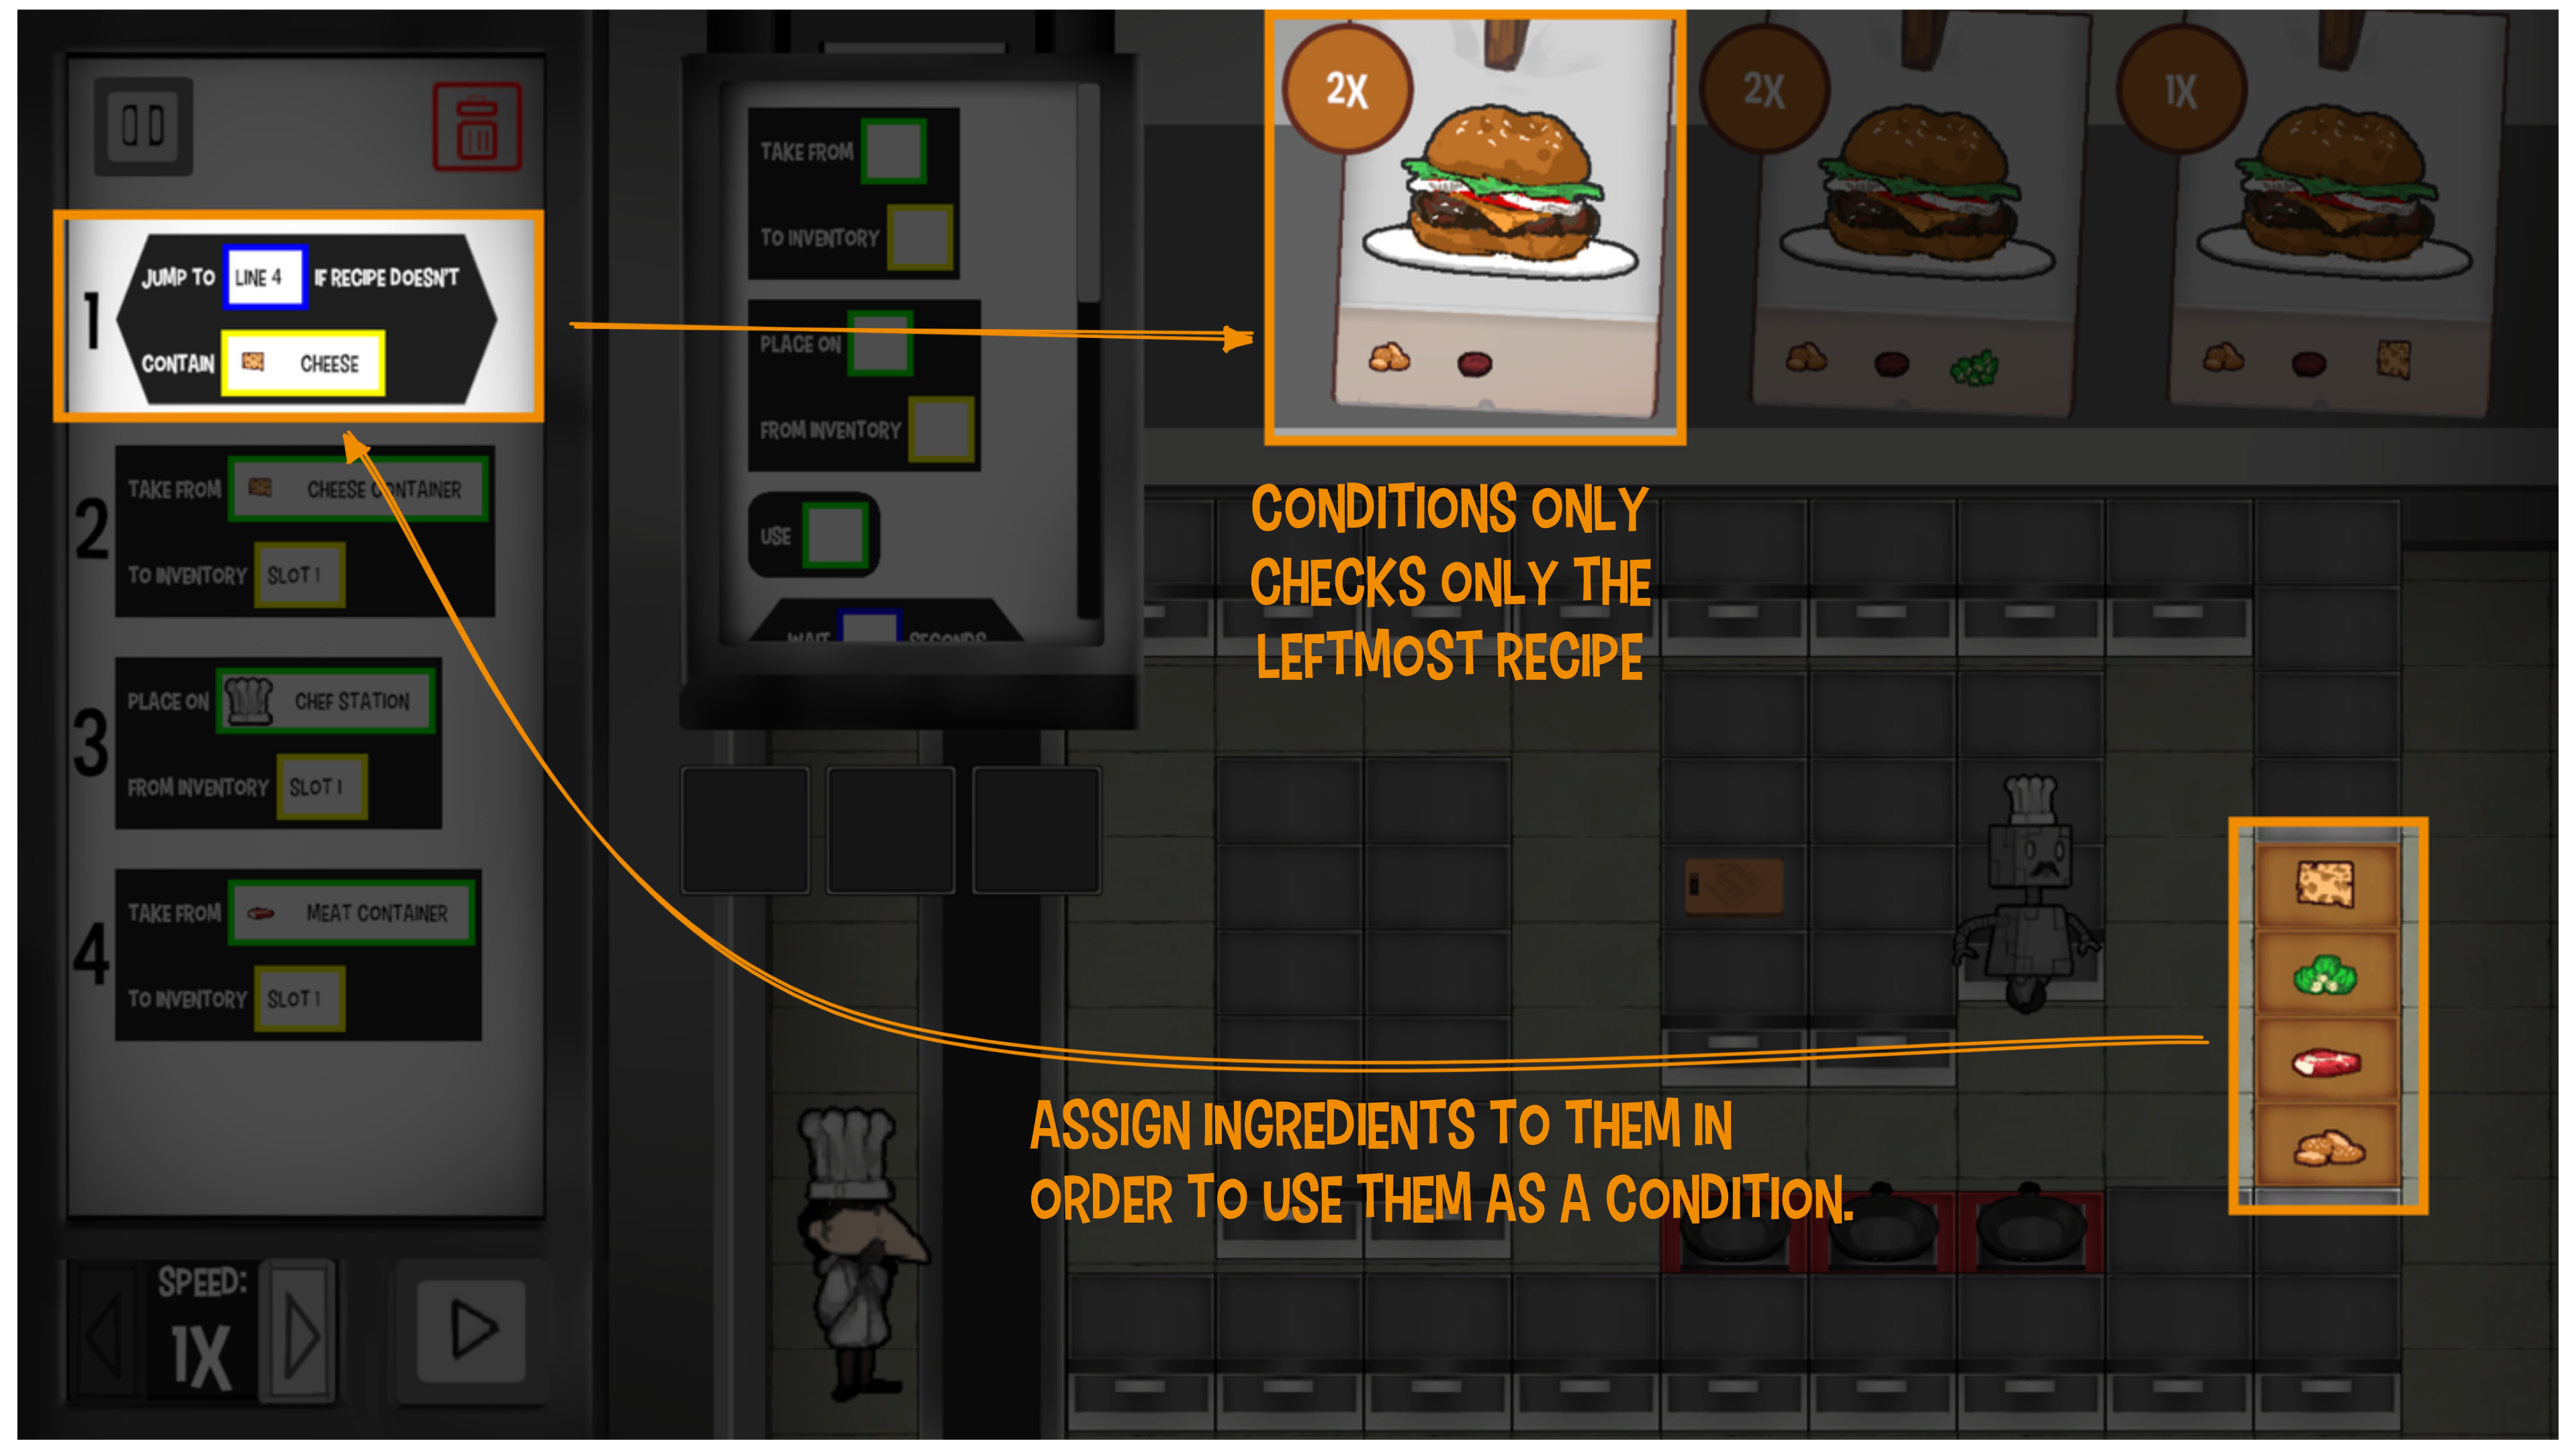 1
JUMP TO LINE 4 IF RECIPE DOESN'T
CONTAIN CHEESE
2
TAKE FROM CHEESE CONTAINER
TO INVENTORY SLOT 1
3
PLACE ON CHEF STATION
FROM INVENTORY SLOT 1
4
TAKE FROM MEAT CONTAINER
TO INVENTORY SLOT 1
SPEED:
1X
TAKE FROM
TO INVENTORY
PLACE ON
FROM INVENTORY
USE
WAIT SECONDS
2X
2X
1X
CONDITIONS ONLY
CHECKS ONLY THE
LEFTMOST RECIPE
ASSIGN INGREDIENTS TO THEM IN
ORDER TO USE THEM AS A CONDITION.